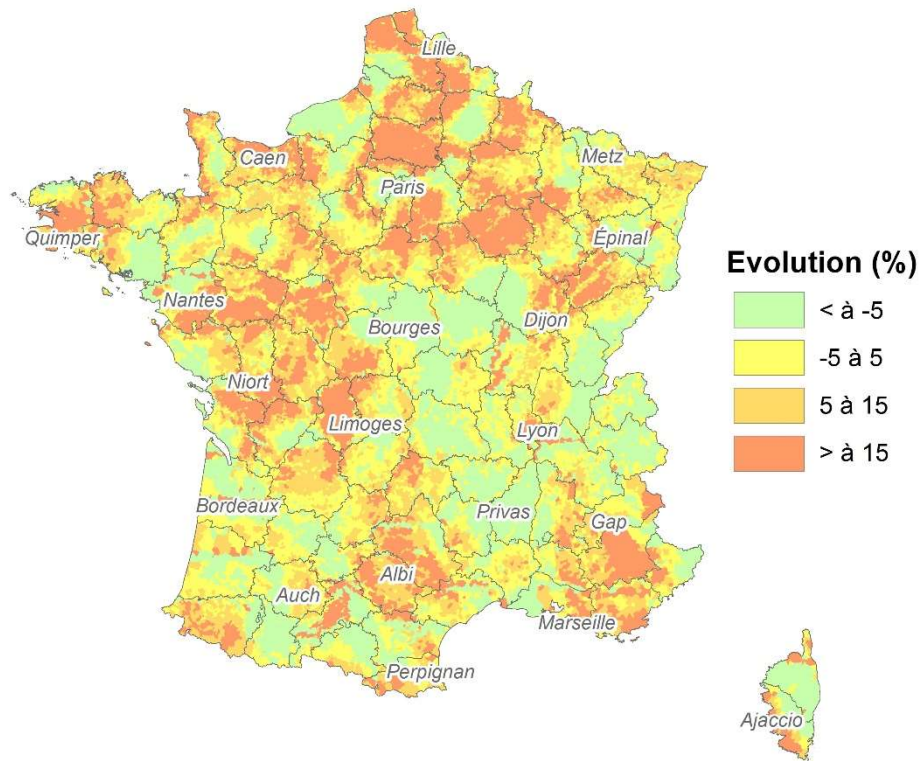 Lille
Caen
Metz
Paris
Quimper
Épinal
Nantes
Bourges
Dijon
Niort
Limoges
Lyon
Bordeaux
Privas
Gap
Albi
Auch
Marseille
Perpignan
Ajaccio
Evolution (%)
< à -5
-5 à 5
5 à 15
> à 15